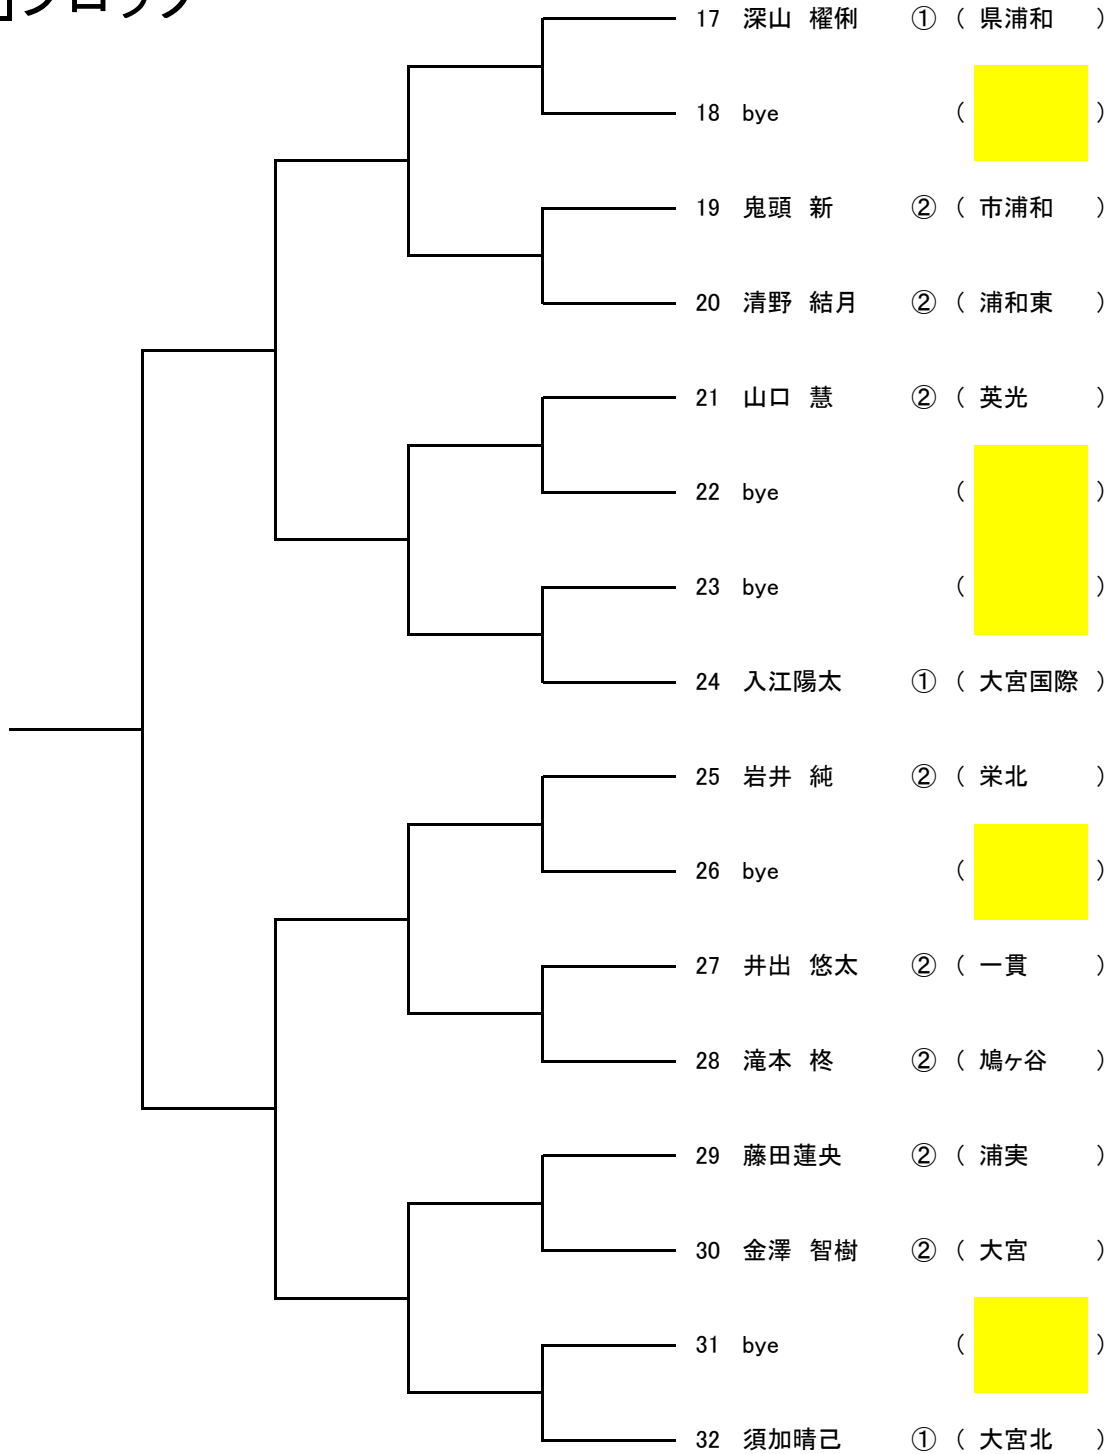 ブロック
17 深山 櫂俐 ① ( 県浦和 )
18 bye ( )
19 鬼頭 新 ② ( 市浦和 )
20 清野 結月 ② ( 浦和東 )
21 山口 慧 ② ( 英光 )
22 bye ( )
23 bye ( )
24 入江陽太 ① ( 大宮国際 )
25 岩井 純 ② ( 栄北 )
26 bye ( )
27 井出 悠太 ② ( 一貫 )
28 滝本 柊 ② ( 鳩ヶ谷 )
29 藤田蓮央 ② ( 浦実 )
30 金澤 智樹 ② ( 大宮 )
31 bye ( )
32 須加晴己 ① ( 大宮北 )